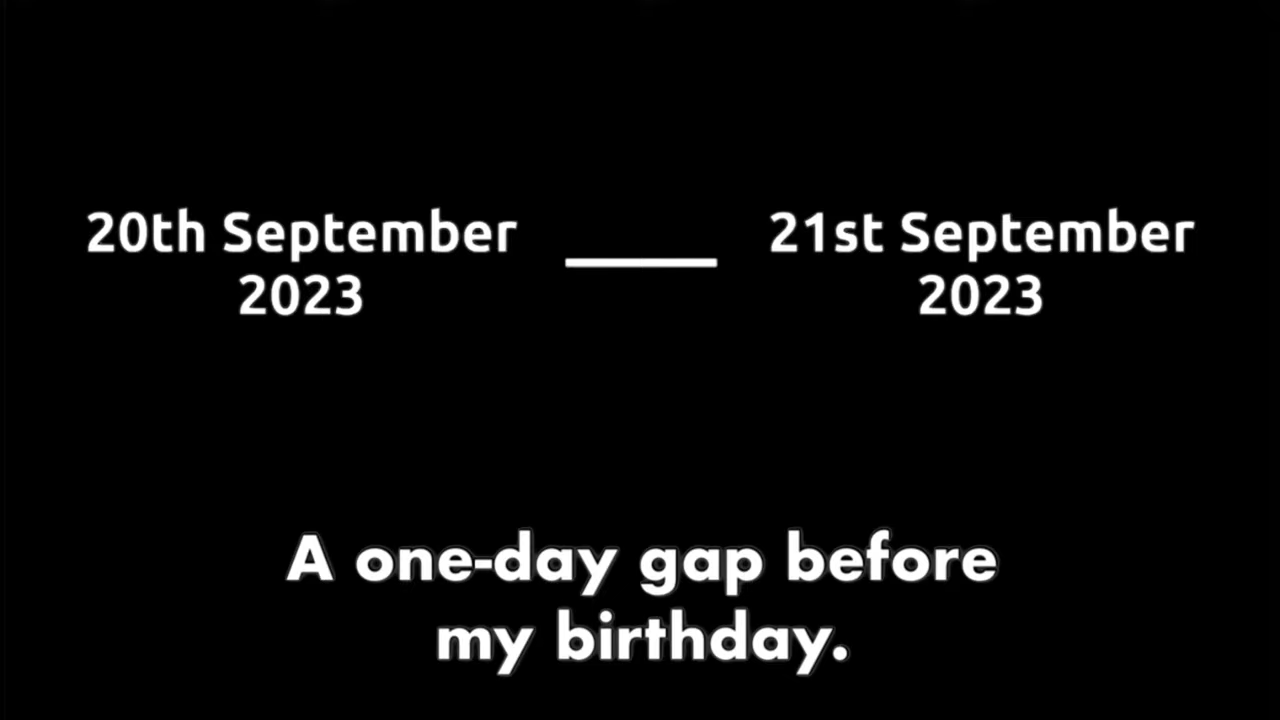 20th September
2023
21st September
2023
A one-day gap before
my birthday.